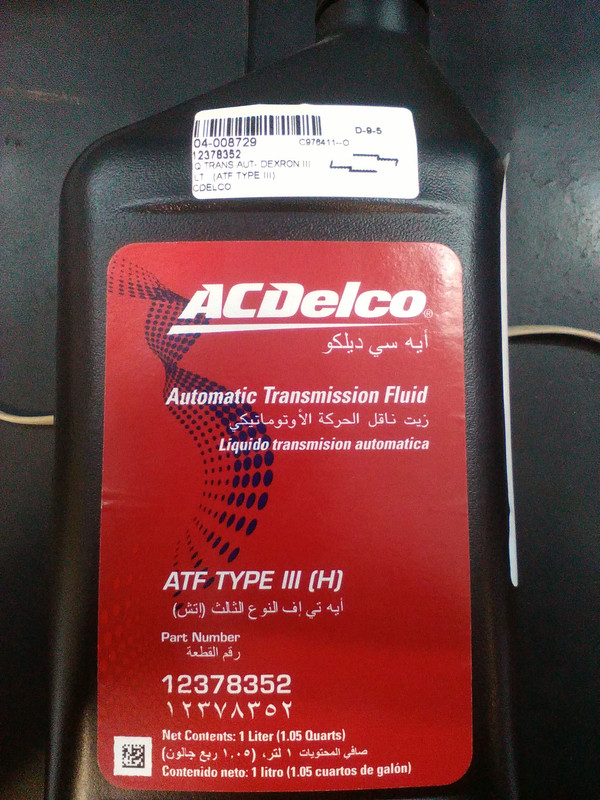 04-008729
C976411--0
D-9-5
12378352
Q TRANS AUT- DEXRON III
LT (ATF TYPE III)
CDELCO
ACDelco®
أيه سي ديلكو
Automatic Transmission Fluid
زيت ناقل الحركة الأوتوماتيكي
Liquido transmision automatica
ATF TYPE III (H)
أيه تي إف النوع الثالث (إتش)
Part Number
رقم القطعة
12378352
١٢٣٧٨٣٥٢
Net Contents: 1 Liter (1.05 Quarts)
صافي المحتويات ١ لتر، (١.٠٥ ربع جالون)
Contenido neto: 1 litro (1.05 cuartos de galón)